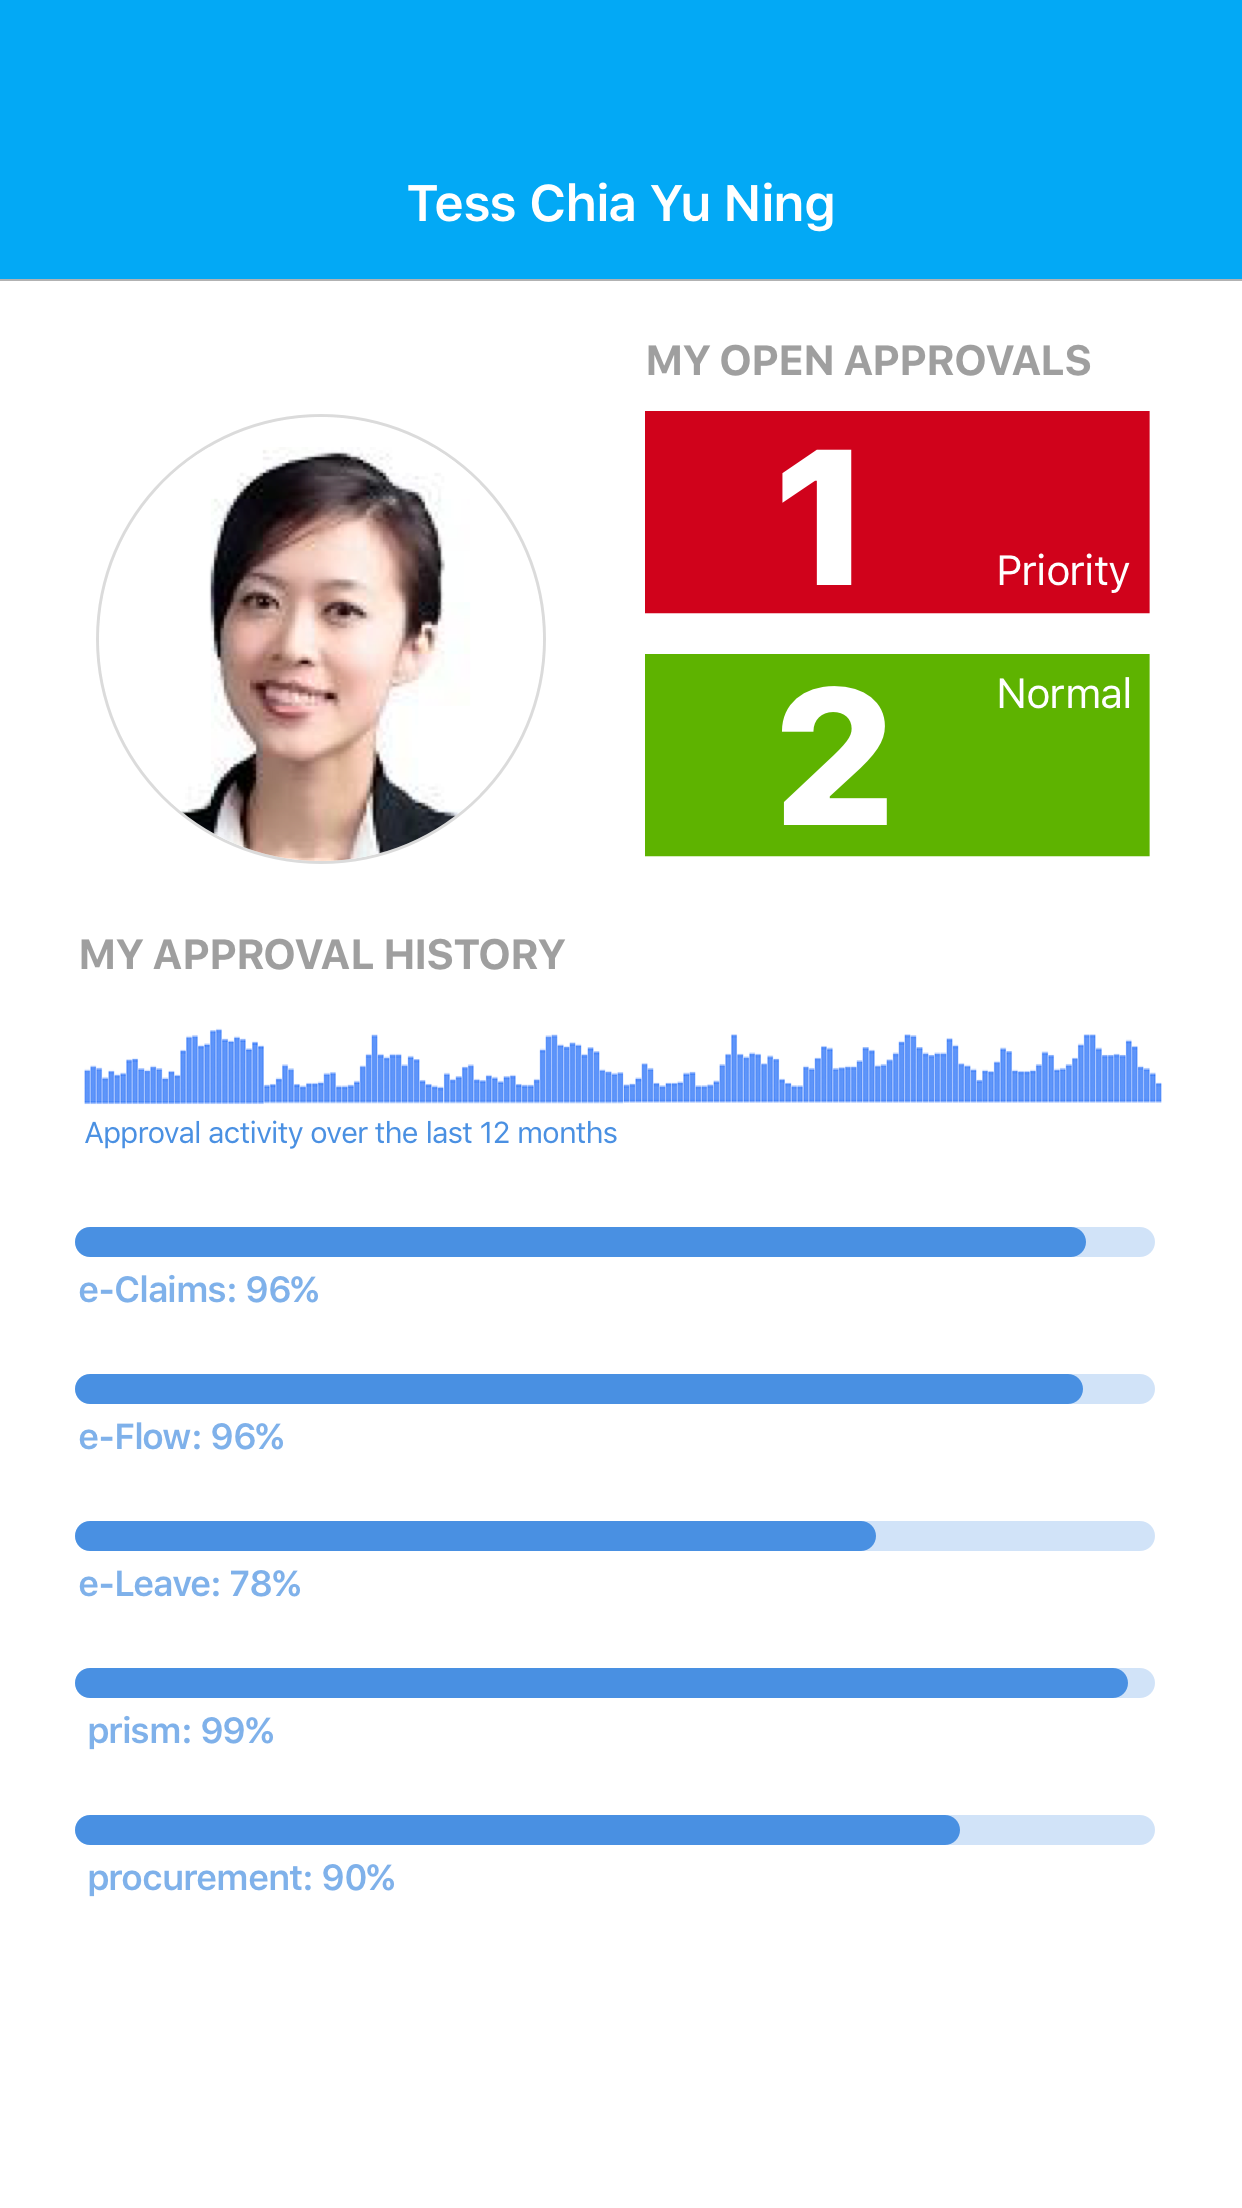 Tess Chia Yu Ning
MY OPEN APPROVALS
1
Priority
Normal
2
MY APPROVAL HISTORY
Approval activity over the last 12 months
e-Claims: 96%
e-Flow: 96%
e-Leave: 78%
prism: 99%
procurement: 90%